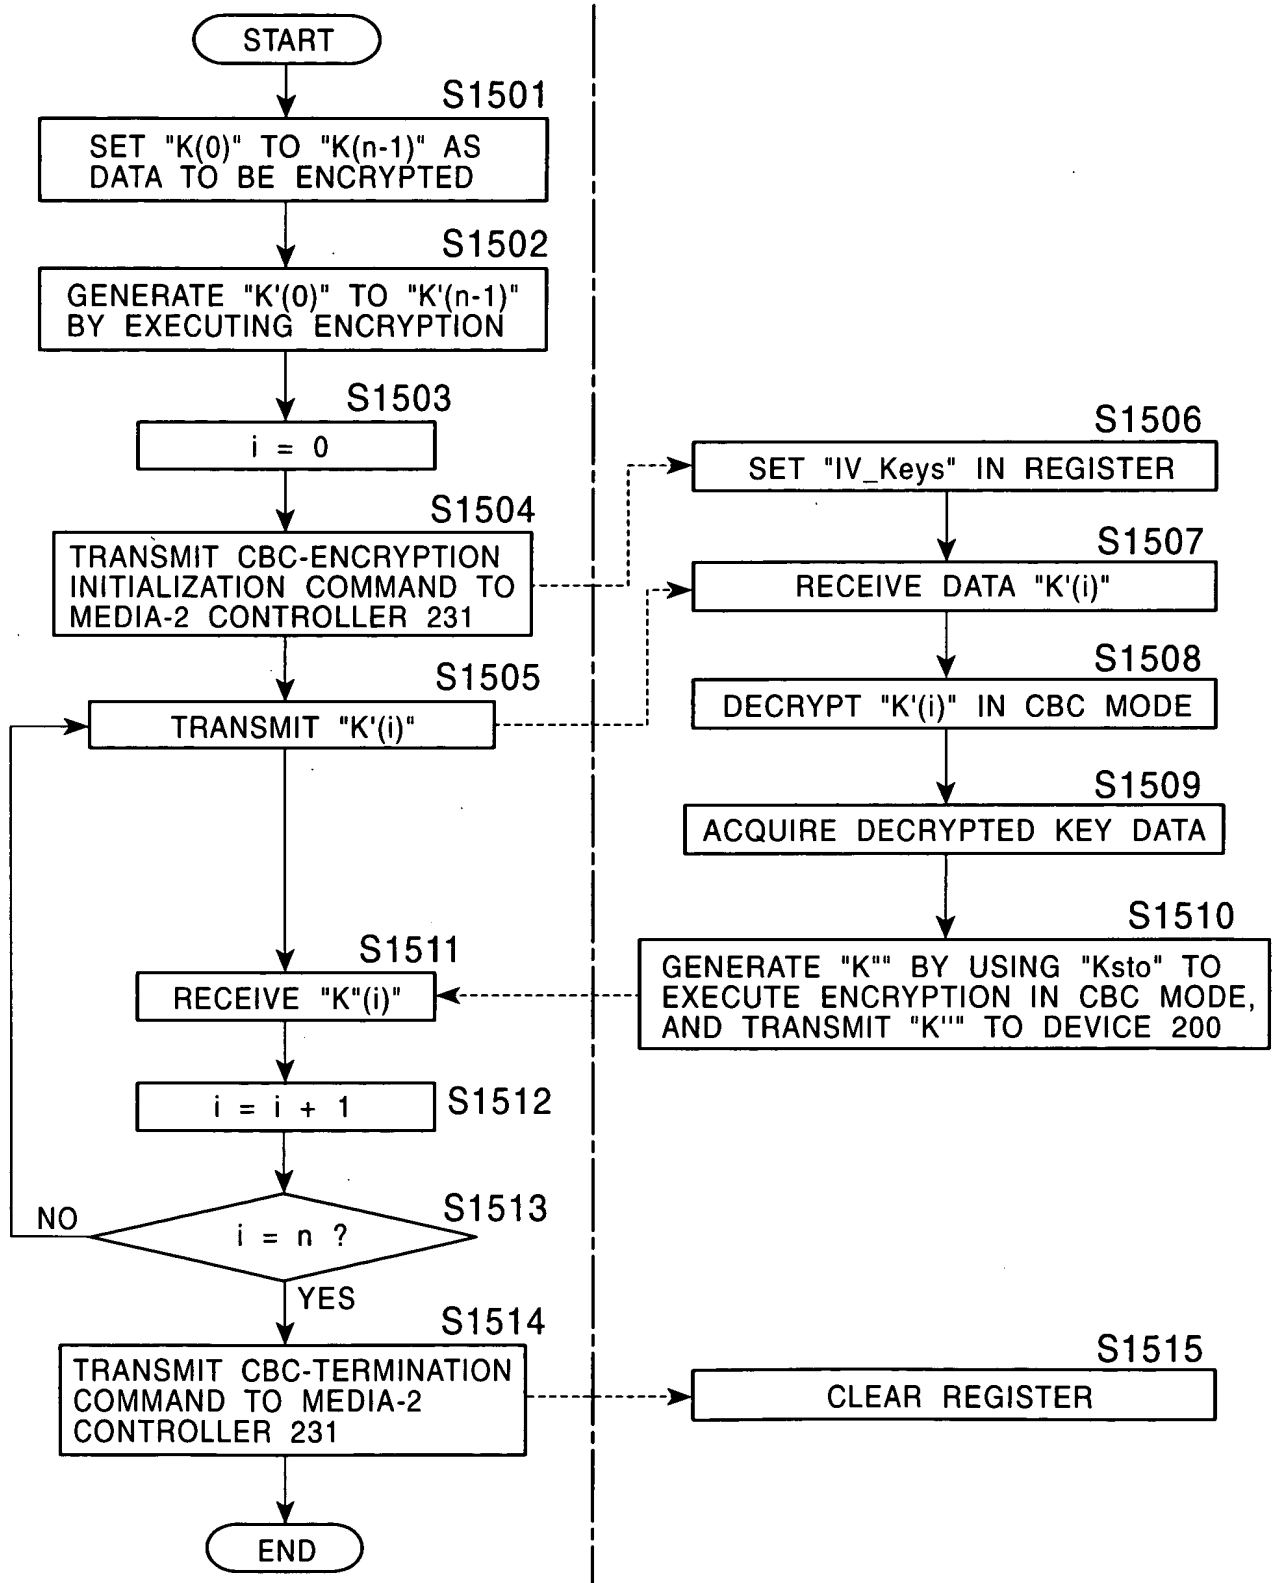 START
S1501
SET "K(0)" TO "K(n-1)" AS
DATA TO BE ENCRYPTED
S1502
GENERATE "K'(0)" TO "K'(n-1)"
BY EXECUTING ENCRYPTION
S1503
i = 0
S1504
TRANSMIT CBC-ENCRYPTION
INITIALIZATION COMMAND TO
MEDIA-2 CONTROLLER 231
S1505
TRANSMIT "K'(i)"
S1506
SET "IV_Keys" IN REGISTER
S1507
RECEIVE DATA "K'(i)"
S1508
DECRYPT "K'(i)" IN CBC MODE
S1509
ACQUIRE DECRYPTED KEY DATA
S1510
GENERATE "K"" BY USING "Ksto" TO
EXECUTE ENCRYPTION IN CBC MODE,
AND TRANSMIT "K''" TO DEVICE 200
S1511
RECEIVE "K"(i)"
i = i + 1
S1512
S1513
i = n ?
NO
YES
S1514
TRANSMIT CBC-TERMINATION
COMMAND TO MEDIA-2
CONTROLLER 231
S1515
CLEAR REGISTER
END